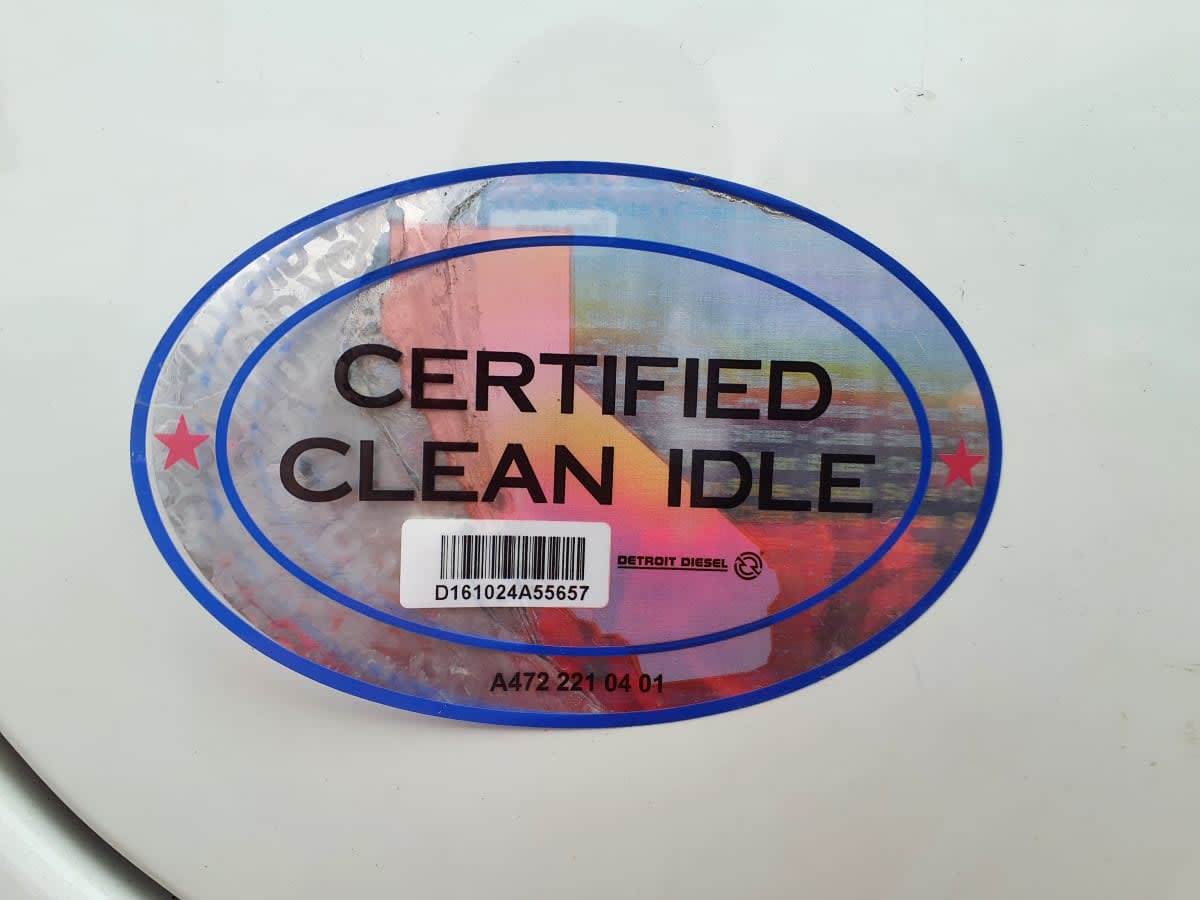 CERTIFIED
CLEAN IDLE
D161024A55657
DETROIT DIESEL
A472 221 04 01